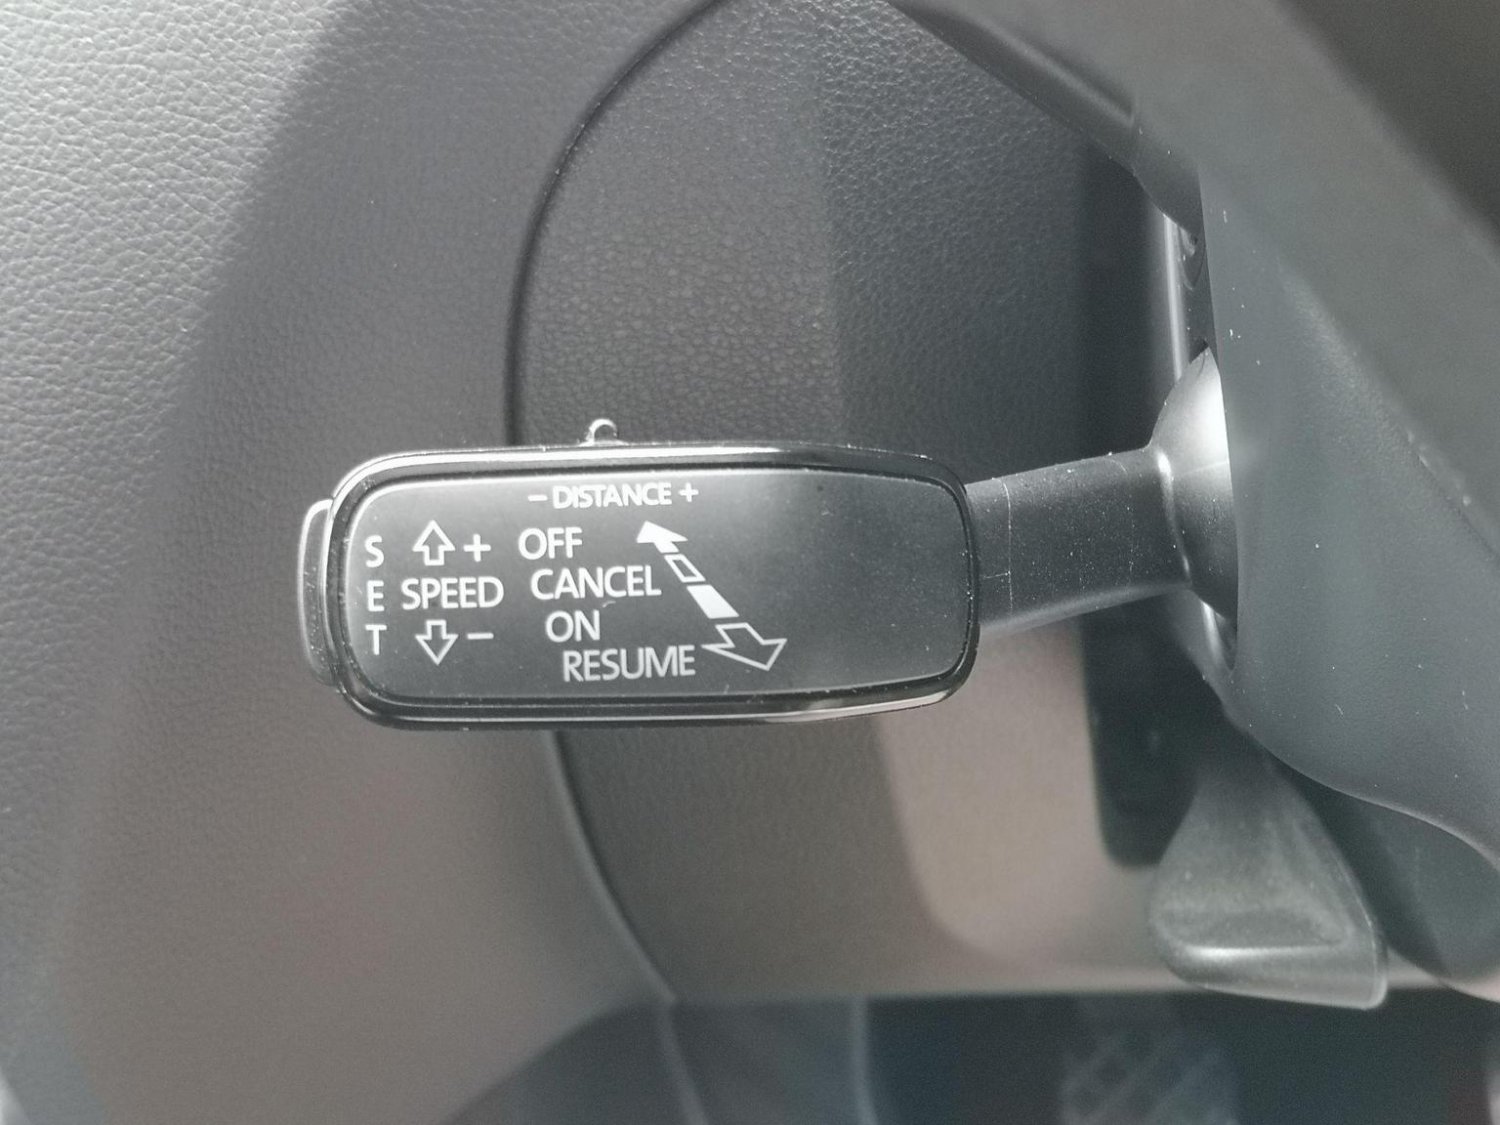 - DISTANCE +
S + OFF
E SPEED CANCEL
T - ON
RESUME